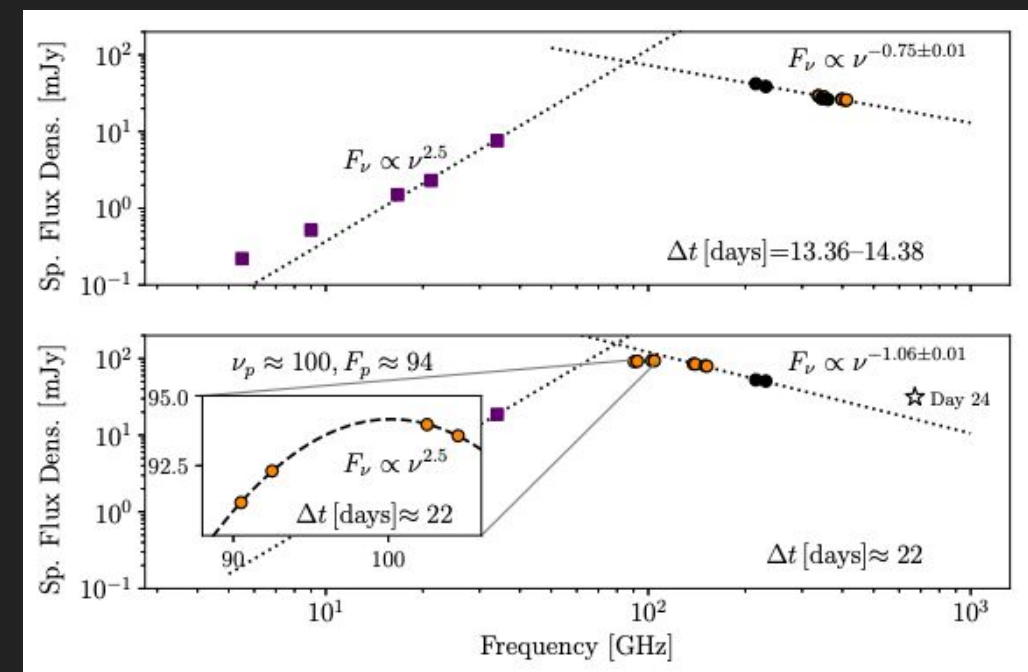 Sp. Flux Dens. [mJy]
10²
10¹
10⁰
10⁻¹
F_ν ∝ ν^2.5
F_ν ∝ ν^−0.75±0.01
Δt [days]=13.36–14.38
Sp. Flux Dens. [mJy]
10²
10¹
10⁰
10⁻¹
ν_p ≈ 100, F_p ≈ 94
F_ν ∝ ν^−1.06±0.01
Day 24
95.0
92.5
F_ν ∝ ν^2.5
Δt [days]≈ 22
90
100
Δt [days]≈ 22
10¹
10²
10³
Frequency [GHz]